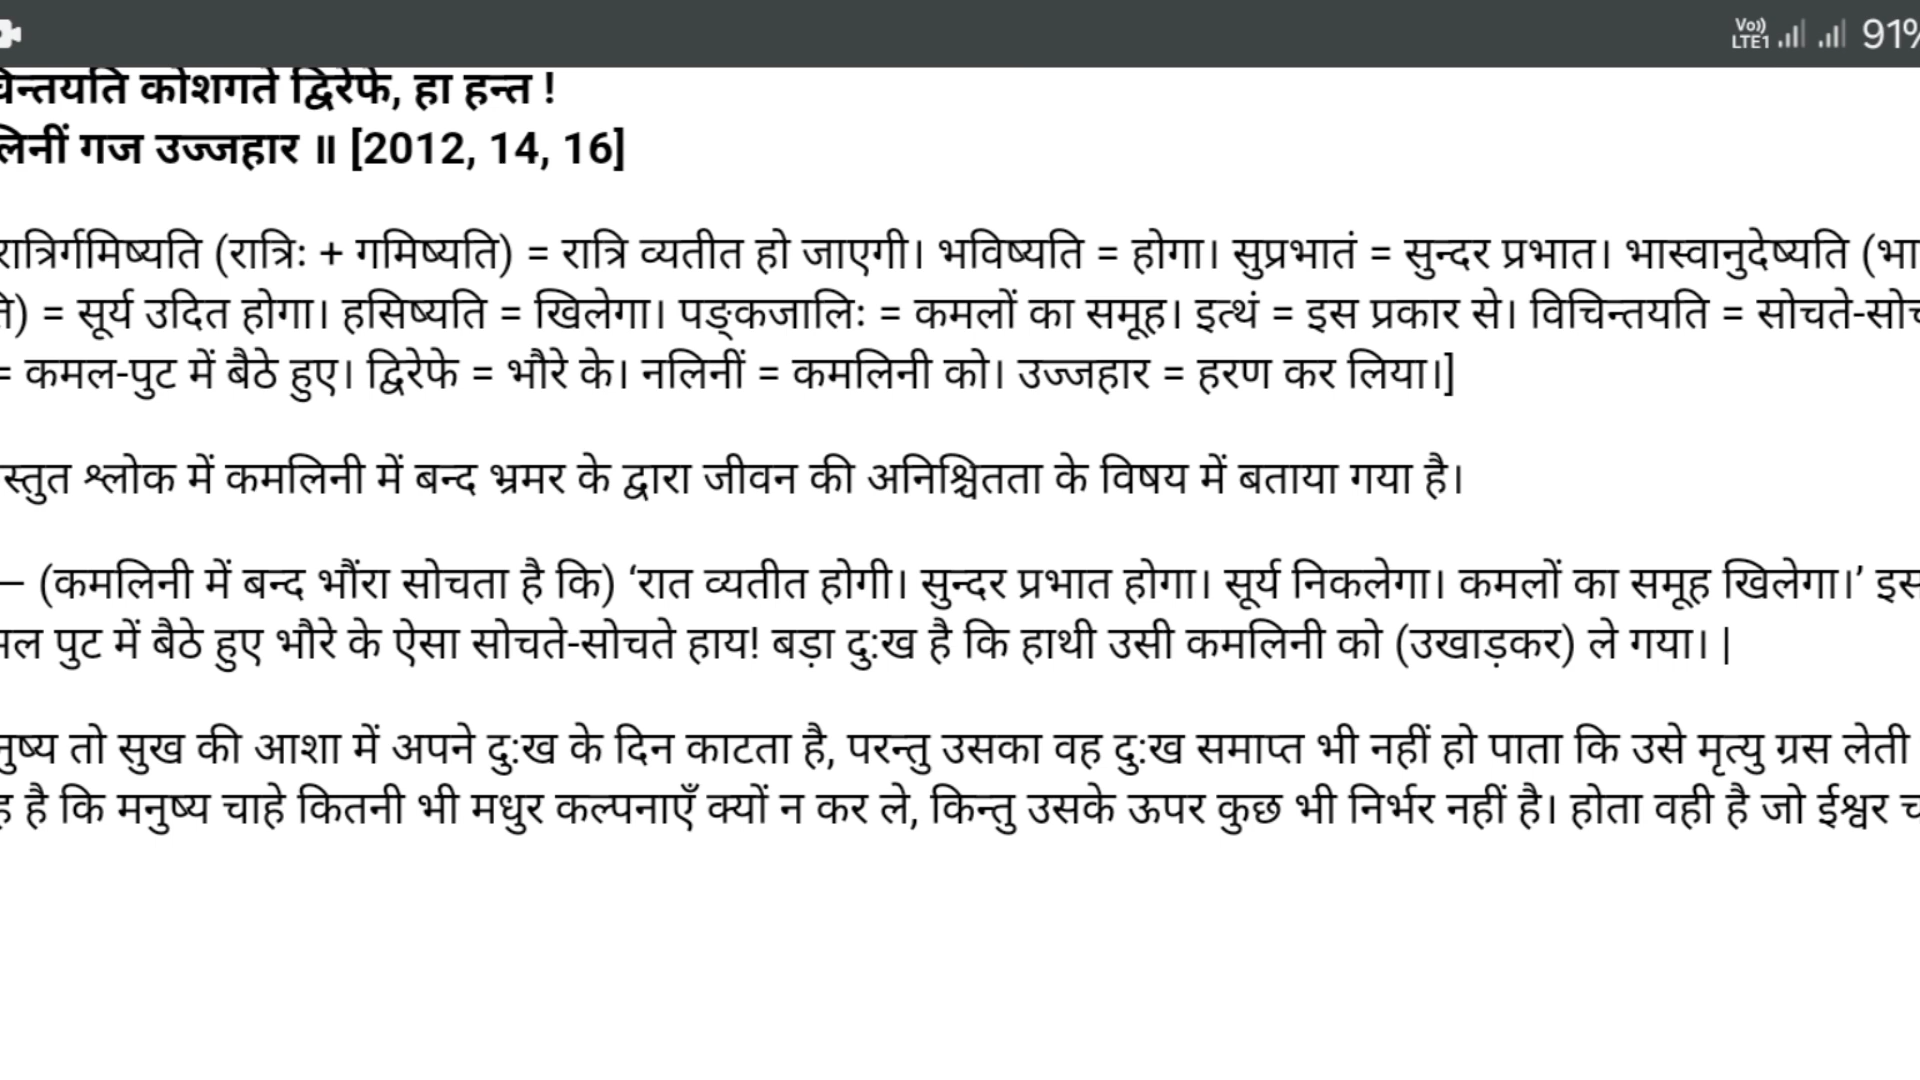 Vo)) LTE1 91%
कोशगते द्विरेफे, हा हन्त !
गज उज्जहार ॥ [2012, 14, 16]
रात्रिर्गमिष्यति (रात्रिः + गमिष्यति) = रात्रि व्यतीत हो जाएगी। भविष्यति = होगा। सुप्रभातं = सुन्दर प्रभात। भास्वानुदेष्यति (भा
) = सूर्य उदित होगा। हसिष्यति = खिलेगा। पङ्कजालिः = कमलों का समूह। इत्थं = इस प्रकार से। विचिन्तयति =
= कमल-पुट में बैठे हुए। द्विरेफे = भौरे के। नलिनीं = कमलिनी को। उज्जहार = हरण कर लिया।]
स्तुत श्लोक में कमलिनी में बन्द भ्रमर के द्वारा जीवन की अनिश्चितता के विषय में बताया गया है।
– (कमलिनी में बन्द भौंरा सोचता है कि) ‘रात व्यतीत होगी। सुन्दर प्रभात होगा। सूर्य निकलेगा। कमलों का समूह खिलेगा।’ इस
मल पुट में बैठे हुए भौरे के ऐसा सोचते-सोचते हाय! बड़ा दु:ख है कि हाथी उसी कमलिनी को (उखाड़कर) ले गया। |
नुष्य तो सुख की आशा में अपने दु:ख के दिन काटता है, परन्तु उसका वह दु:ख समाप्त भी नहीं हो पाता कि उसे मृत्यु ग्रस लेती
है कि मनुष्य चाहे कितनी भी मधुर कल्पनाएँ क्यों न कर ले, किन्तु उसके ऊपर कुछ भी निर्भर नहीं है। होता वही है जो ईश्वर